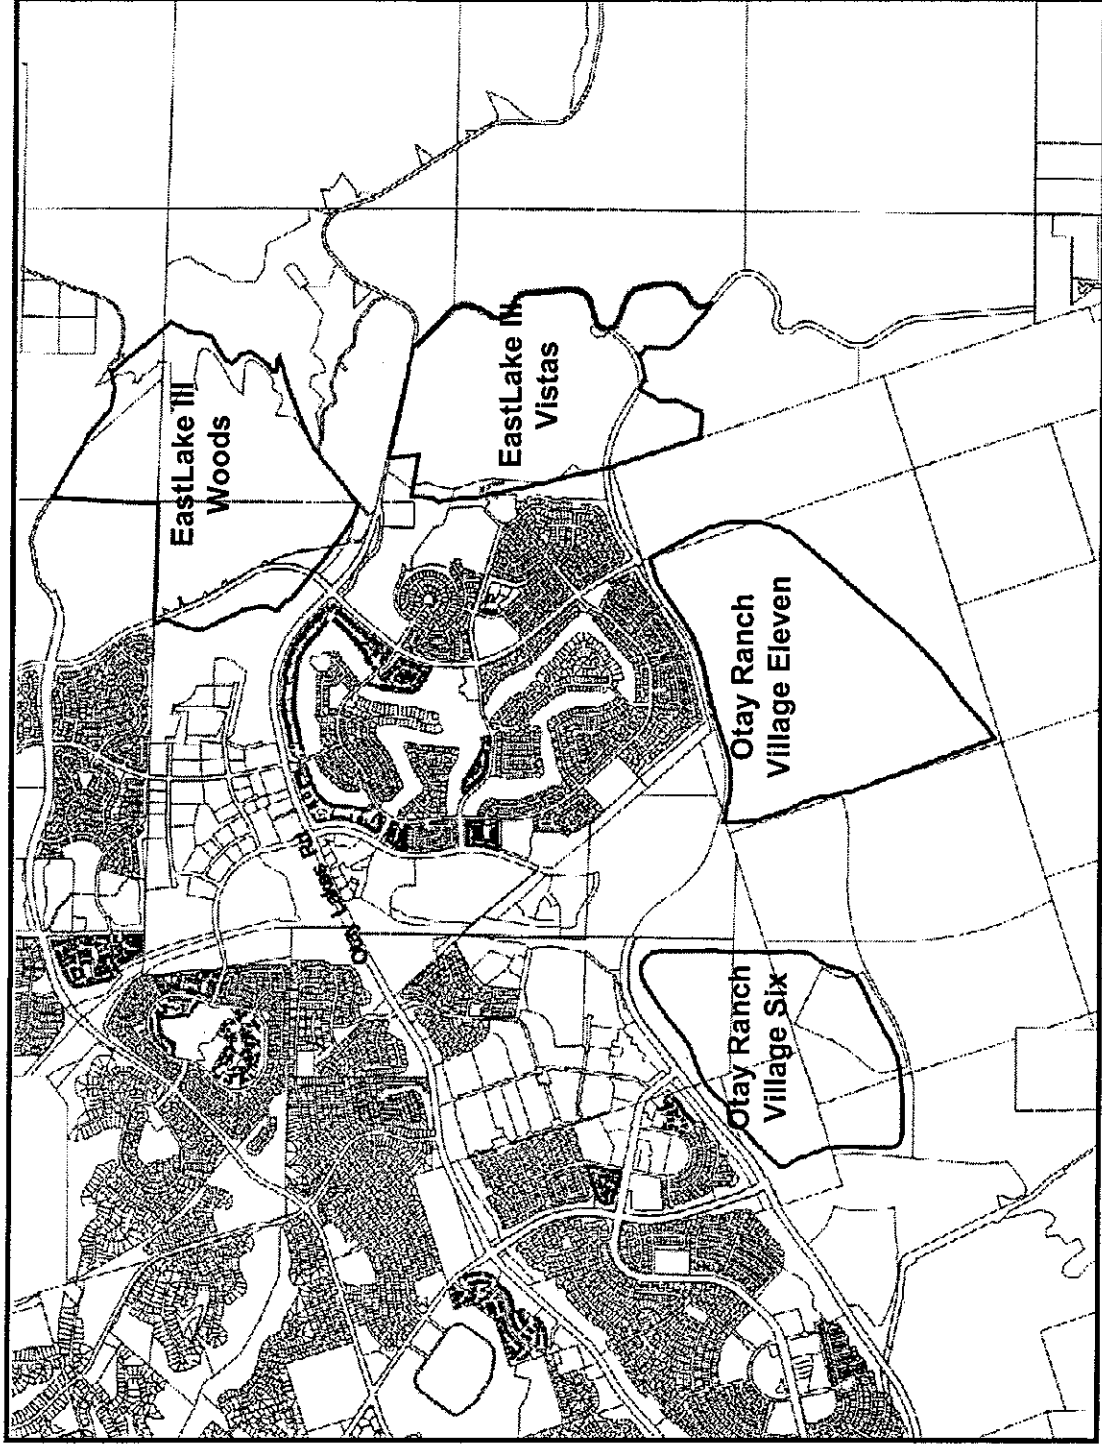 EastLake III
Woods
EastLake III
Vistas
Otay Lakes Rd
Otay Ranch
Village Eleven
Otay Ranch
Village Six